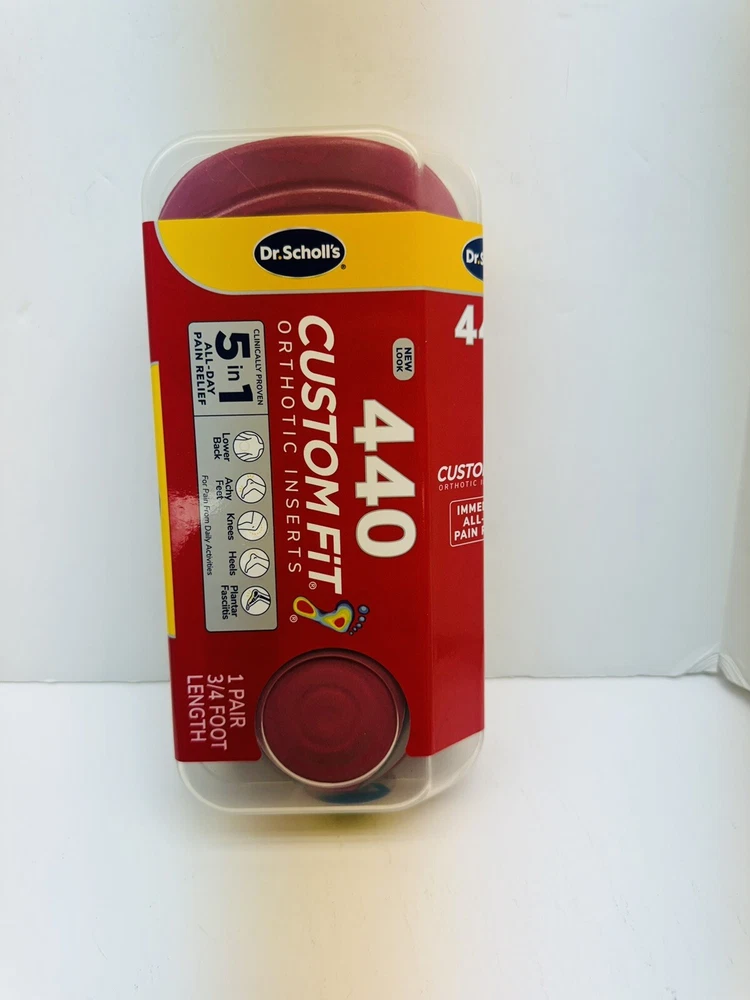 Dr.Scholl's®
NEW
LOOK
440
CUSTOM FiT®
ORTHOTIC INSERTS
CLINICALLY PROVEN
5 in 1
ALL-DAY
PAIN RELIEF
Lower
Back
Achy
Feet
Knees
Heels
Plantar
Fasciitis
For Pain From Daily Activities
1 PAIR
3/4 FOOT
LENGTH
Dr.S
44
CUSTO
ORTHOTIC I
IMME
ALL-
PAIN